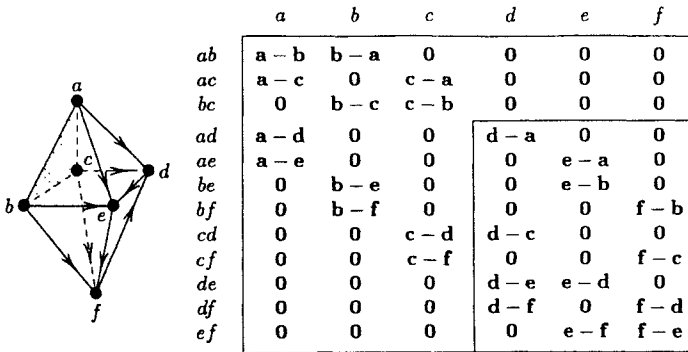 a b c d e f
ab a − b b − a 0 0 0 0
ac a − c 0 c − a 0 0 0
bc 0 b − c c − b 0 0 0
ad a − d 0 0 d − a 0 0
ae a − e 0 0 0 e − a 0
be 0 b − e 0 0 e − b 0
bf 0 b − f 0 0 0 f − b
cd 0 0 c − d d − c 0 0
cf 0 0 c − f 0 0 f − c
de 0 0 0 d − e e − d 0
df 0 0 0 d − f 0 f − d
ef 0 0 0 0 e − f f − e
a
c
d
b
e
f